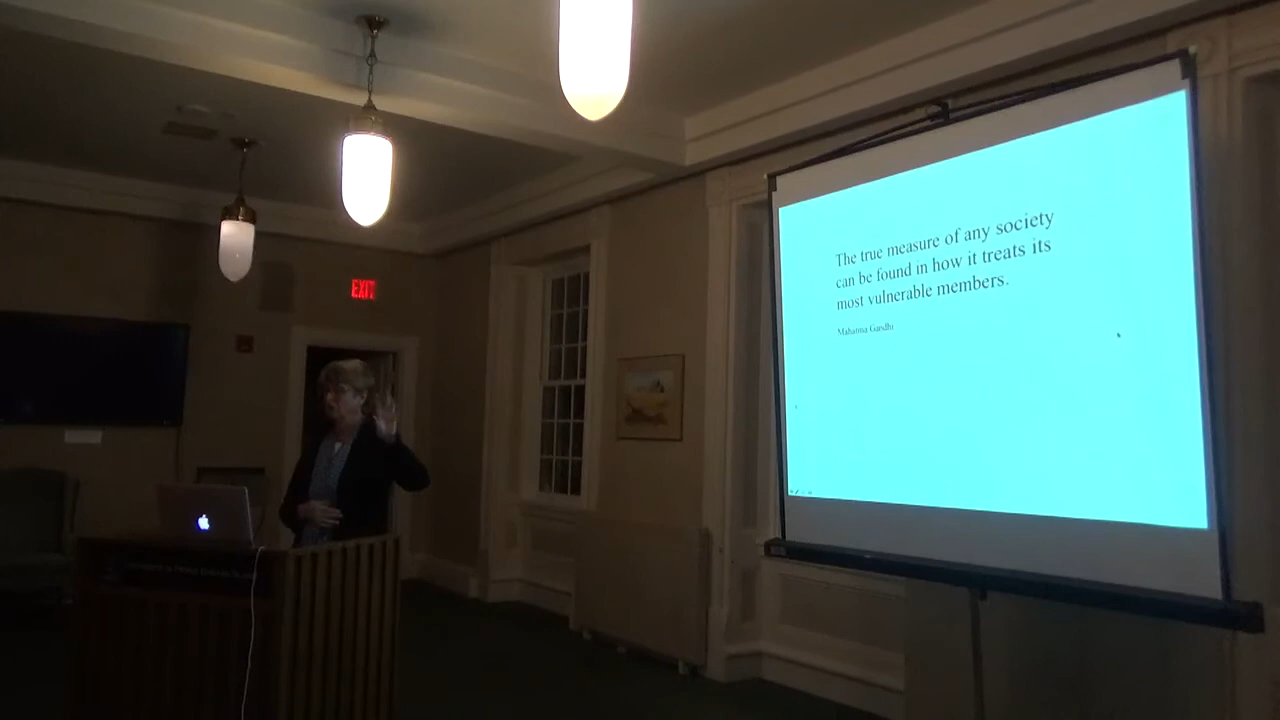 EXIT
The true measure of any society
can be found in how it treats its
most vulnerable members.
Mahatma Gandhi